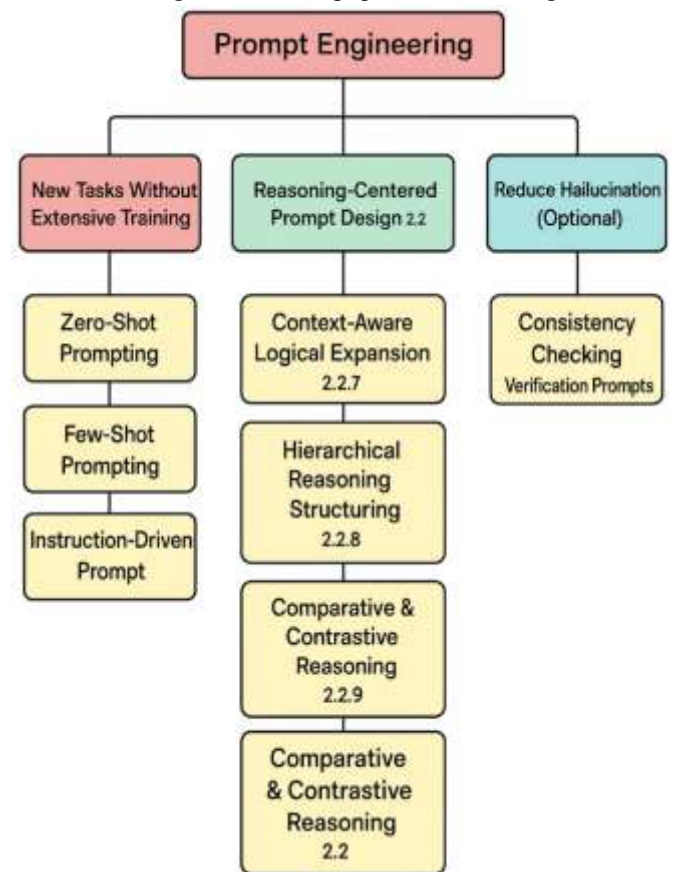 Prompt Engineering
New Tasks Without
Extensive Training
Zero-Shot
Prompting
Few-Shot
Prompting
Instruction-Driven
Prompt
Reasoning-Centered
Prompt Design 2.2
Context-Aware
Logical Expansion
2.2.7
Hierarchical
Reasoning
Structuring
2.2.8
Comparative &
Contrastive
Reasoning
2.2.9
Comparative
& Contrastive
Reasoning
2.2
Reduce Hailucination
(Optional)
Consistency
Checking
Verification Prompts